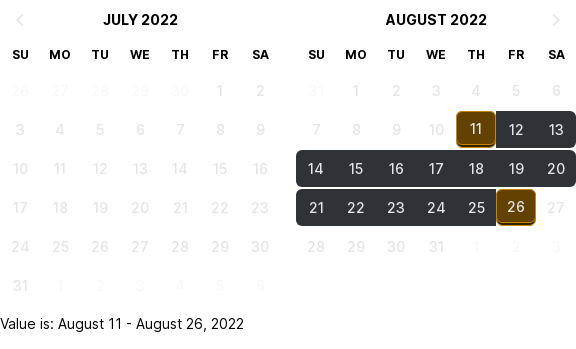 JULY 2022 AUGUST 2022
SU MO TU WE TH FR SA SU MO TU WE TH FR SA
26 27 28 29 30 1 2 31 1 2 3 4 5 6
3 4 5 6 7 8 9 7 8 9 10 11 12 13
10 11 12 13 14 15 16 14 15 16 17 18 19 20
17 18 19 20 21 22 23 21 22 23 24 25 26 27
24 25 26 27 28 29 30 28 29 30 31 1 2 3
31 1 2 3 4 5 6
Value is: August 11 - August 26, 2022